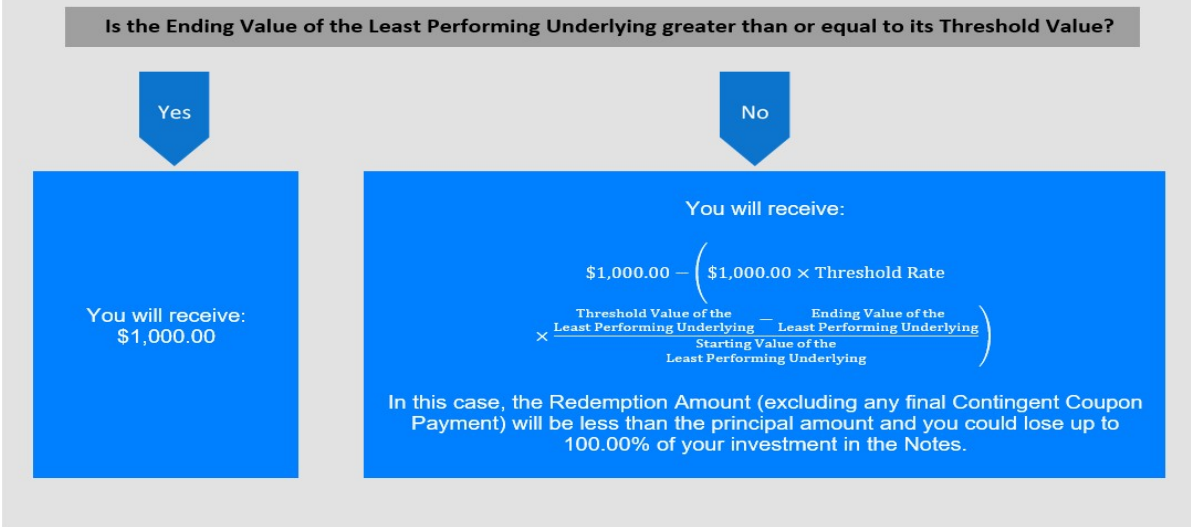 Is the Ending Value of the Least Performing Underlying greater than or equal to its Threshold Value?
Yes
No
You will receive:
$1,000.00
You will receive:
$1,000.00 − ( $1,000.00 × Threshold Rate
Threshold Value of the Ending Value of the
× Least Performing Underlying − Least Performing Underlying )
Starting Value of the
Least Performing Underlying
In this case, the Redemption Amount (excluding any final Contingent Coupon
Payment) will be less than the principal amount and you could lose up to
100.00% of your investment in the Notes.